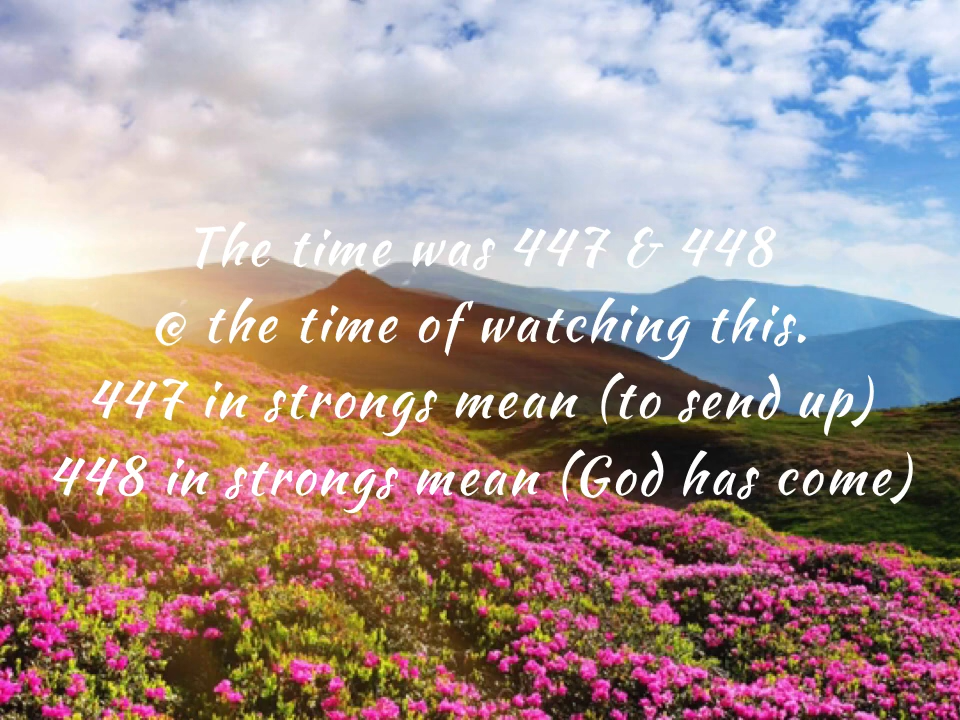 The time was 447 & 448
@ the time of watching this.
447 in strongs mean (to send up)
448 in strongs mean (God has come)